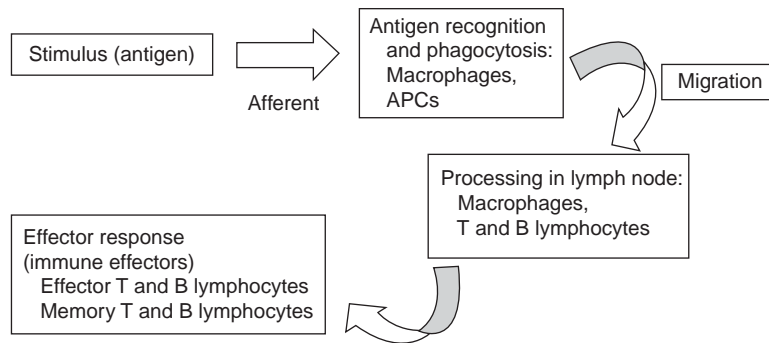 Stimulus (antigen)
Afferent
Antigen recognition
and phagocytosis:
Macrophages,
APCs
Migration
Processing in lymph node:
Macrophages,
T and B lymphocytes
Effector response
(immune effectors)
Effector T and B lymphocytes
Memory T and B lymphocytes